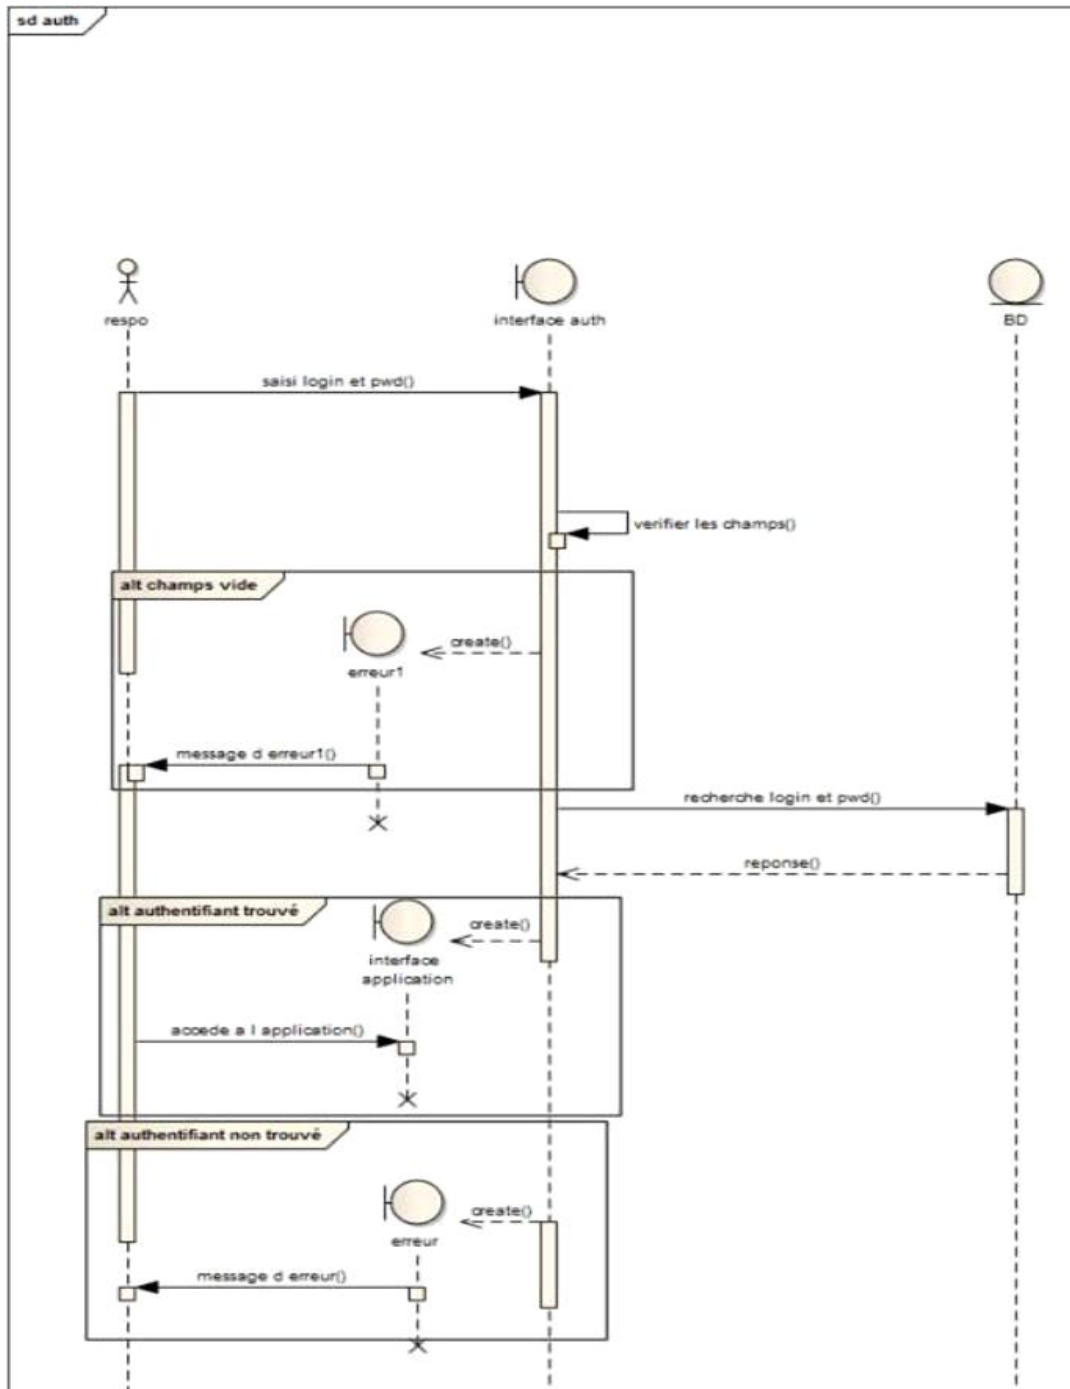 sd auth
respo
interface auth
BD
saisi login et pwd()
verifier les champs()
alt champs vide
create()
erreur1
message d erreur1()
recherche login et pwd()
reponse()
alt authentifiant trouvé
create()
interface
application
accede a l application()
alt authentifiant non trouvé
create()
erreur
message d erreur()